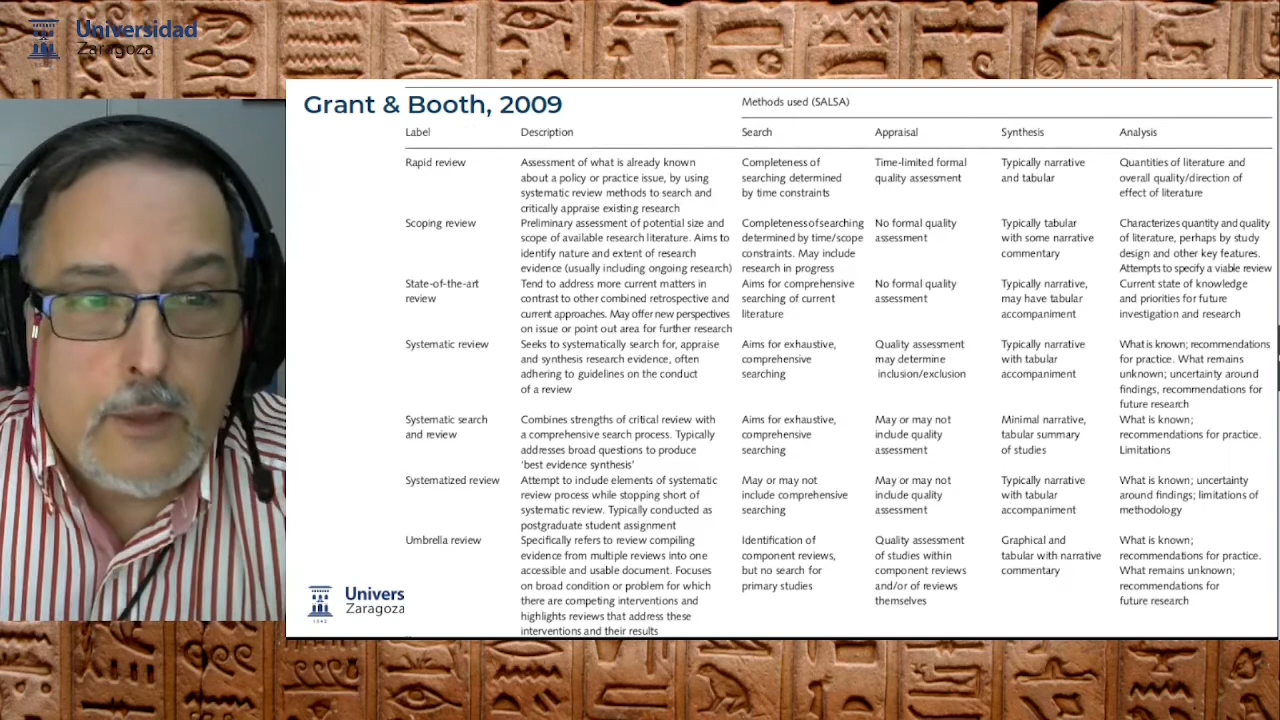 Universidad
Zaragoza
Grant & Booth, 2009
Methods used (SALSA)
Label Description Search Appraisal Synthesis Analysis
Rapid review Assessment of what is already known Completeness of Time-limited formal Typically narrative Quantities of literature and
about a policy or practice issue, by using searching determined quality assessment and tabular overall quality/direction of
systematic review methods to search and by time constraints effect of literature
critically appraise existing research
Scoping review Preliminary assessment of potential size and Completeness of searching No formal quality Typically tabular Characterizes quantity and quality
scope of available research literature. Aims to determined by time/scope assessment with some narrative of literature, perhaps by study
identify nature and extent of research constraints. May include commentary design and other key features.
evidence (usually including ongoing research) research in progress Attempts to specify a viable review
State-of-the-art Tend to address more current matters in Aims for comprehensive No formal quality Typically narrative, Current state of knowledge
review contrast to other combined retrospective and searching of current assessment may have tabular and priorities for future
current approaches. May offer new perspectives literature accompaniment investigation and research
on issue or point out area for further research
Systematic review Seeks to systematically search for, appraise Aims for exhaustive, Quality assessment Typically narrative What is known; recommendations
and synthesis research evidence, often comprehensive may determine with tabular for practice. What remains
adhering to guidelines on the conduct searching inclusion/exclusion accompaniment unknown; uncertainty around
of a review findings, recommendations for
future research
Systematic search Combines strengths of critical review with Aims for exhaustive, May or may not Minimal narrative, What is known;
and review a comprehensive search process. Typically comprehensive include quality tabular summary recommendations for practice.
addresses broad questions to produce searching assessment of studies Limitations
'best evidence synthesis'
Systematized review Attempt to include elements of systematic May or may not May or may not Typically narrative What is known; uncertainty
review process while stopping short of include comprehensive include quality with tabular around findings; limitations of
systematic review. Typically conducted as searching assessment accompaniment methodology
postgraduate student assignment
Umbrella review Specifically refers to review compiling Identification of Quality assessment Graphical and What is known;
evidence from multiple reviews into one component reviews, of studies within tabular with narrative recommendations for practice.
accessible and usable document. Focuses but no search for component reviews commentary What remains unknown;
on broad condition or problem for which primary studies and/or of reviews recommendations for
there are competing interventions and themselves future research
highlights reviews that address these
interventions and their results
Univers
Zaragoza
1542